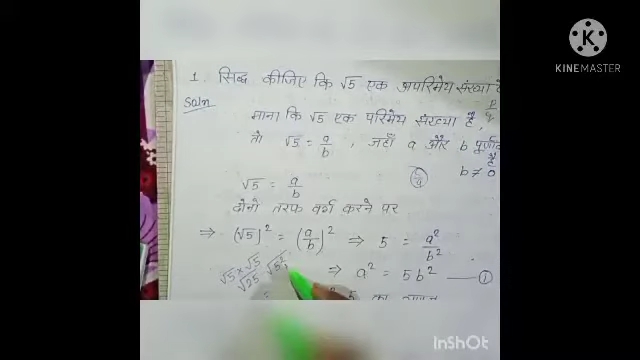 KINEMASTER
1. सिद्ध कीजिए कि √5 एक अपरिमेय संख्या है
Soln
माना कि √5 एक परिमेय संख्या है, p/q
तो √5 = a/b, जहाँ a और b पूर्णांक है
b ≠ 0
√5 = a/b
दोनो तरफ वर्ग करने पर
⇒ (√5)² = (a/b)² ⇒ 5 = a²/b²
√5 × √5
√25 √5²
⇒ a² = 5b² —— ①
InShOt